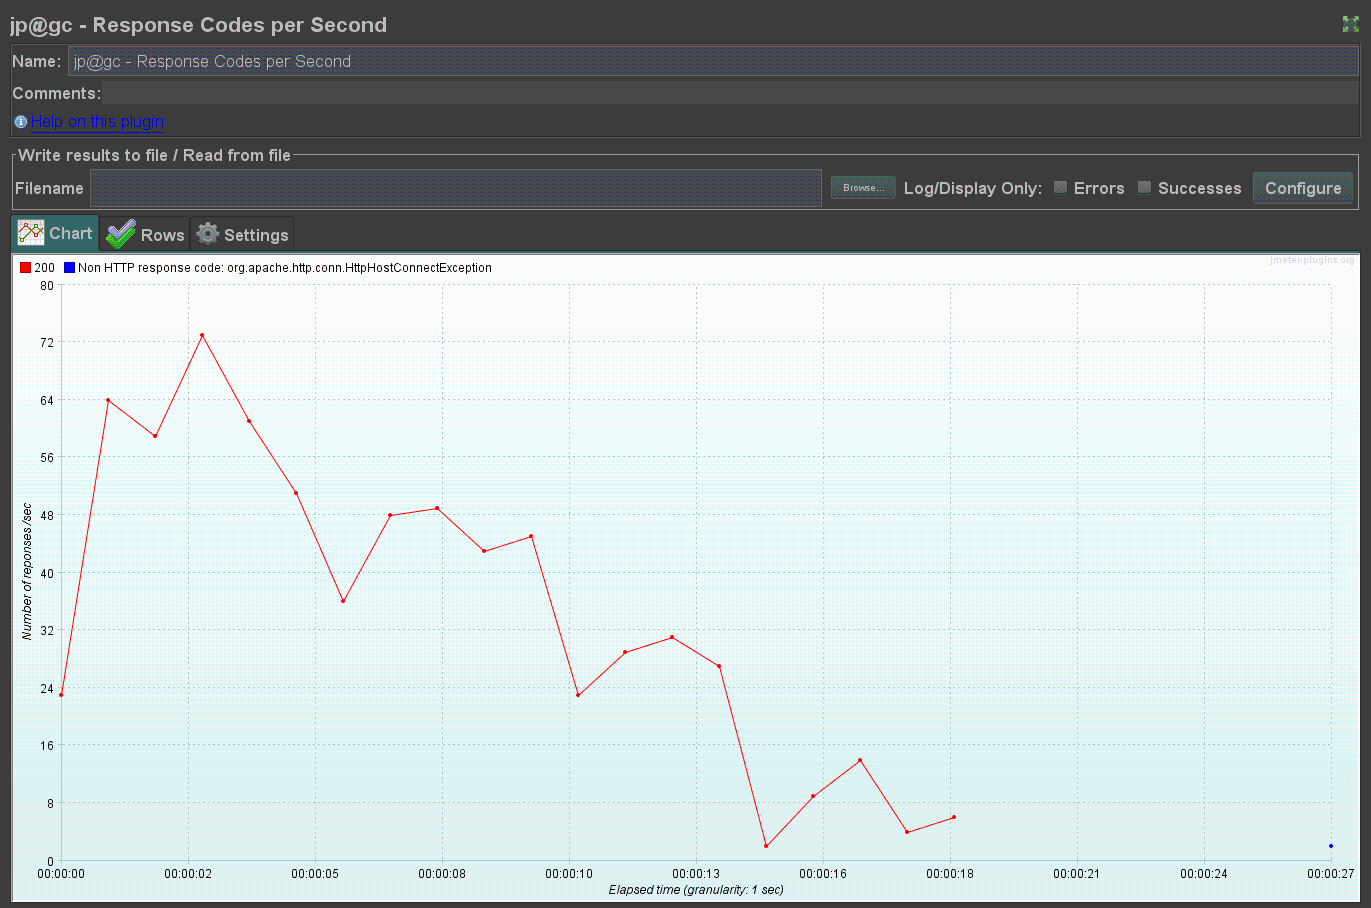 jp@gc - Response Codes per Second
Name: jp@gc - Response Codes per Second
Comments:
Help on this plugin
Write results to file / Read from file
Filename Browse... Log/Display Only: Errors Successes Configure
Chart Rows Settings
200 Non HTTP response code: org.apache.http.conn.HttpHostConnectException
jmeter-plugins.org
80
72
64
56
48
40
32
24
16
8
0
Number of reponses /sec
00:00:00 00:00:02 00:00:05 00:00:08 00:00:10 00:00:13 00:00:16 00:00:18 00:00:21 00:00:24 00:00:27
Elapsed time (granularity: 1 sec)